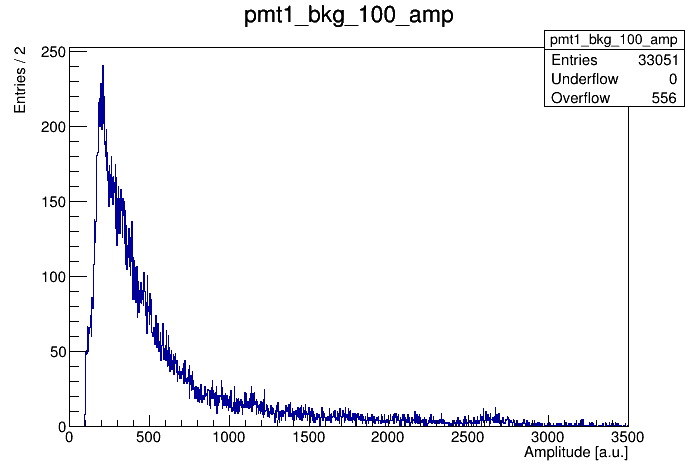 pmt1_bkg_100_amp
pmt1_bkg_100_amp
Entries 33051
Underflow 0
Overflow 556
Entries / 2
250
200
150
100
50
0
0 500 1000 1500 2000 2500 3000 3500
Amplitude [a.u.]